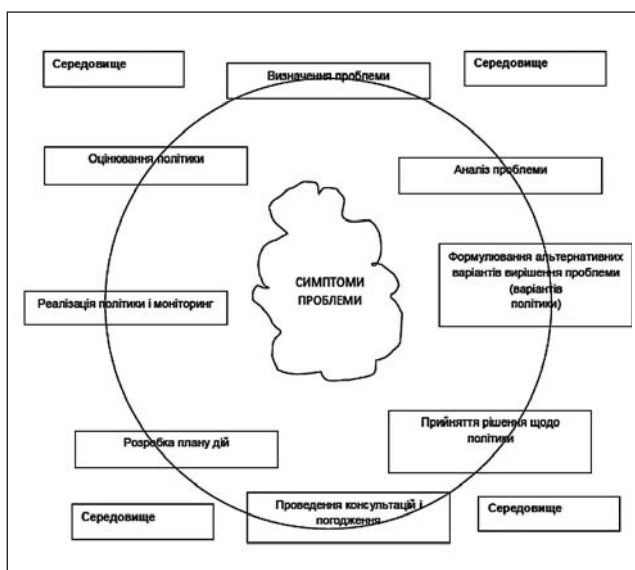 Середовище
Середовище
Визначення проблеми
Оцінювання політики
Аналіз проблеми
Формулювання альтернативних
варіантів вирішення проблеми
(варіантів
політики)
СИМПТОМИ
ПРОБЛЕМИ
Реалізація політики і моніторинг
Прийняття рішення щодо
політики
Розробка плану дій
Проведення консультацій і
погодження
Середовище
Середовище